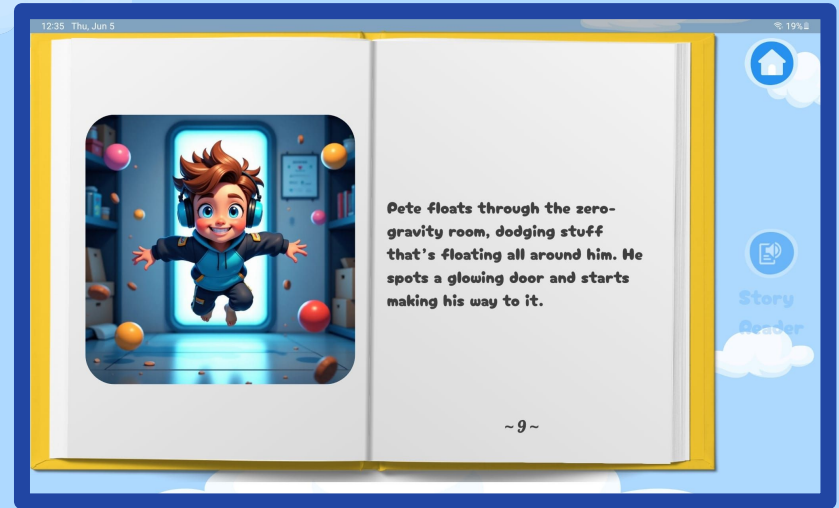 12:35 Thu, Jun 5
19%
Pete floats through the zero-
gravity room, dodging stuff
that's floating all around him. He
spots a glowing door and starts
making his way to it.
~9~
Story
Reader